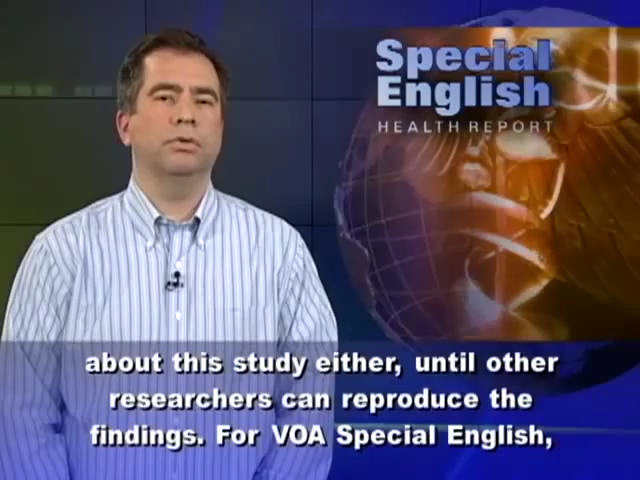 Special
English
HEALTH REPORT
about this study either, until other
researchers can reproduce the
findings. For VOA Special English,